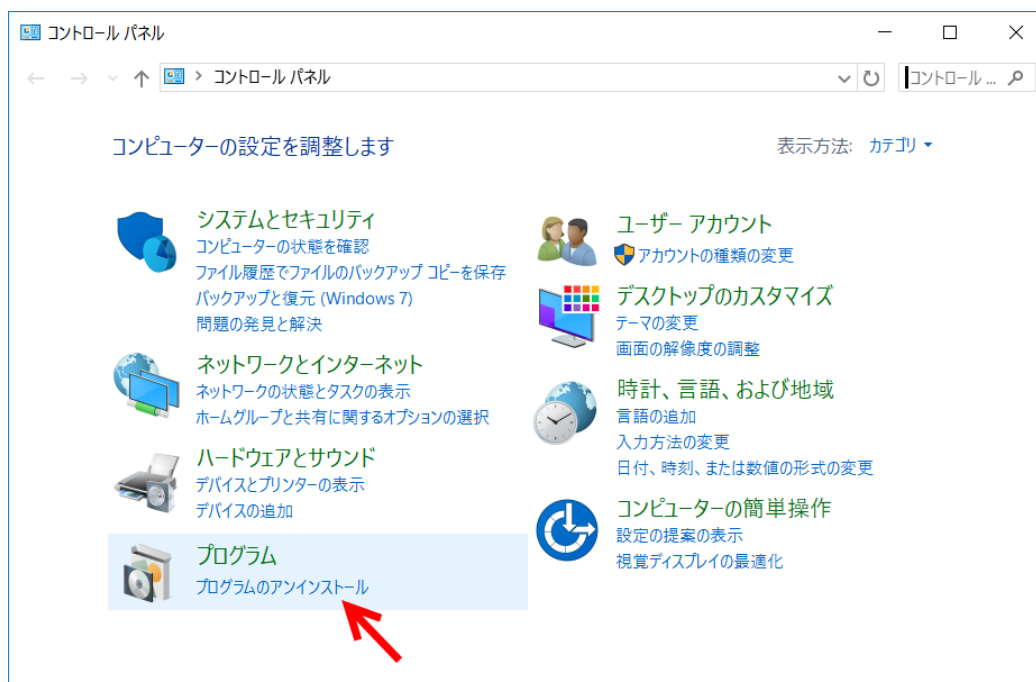 コントロール パネル
コントロール パネル
コントロール ...
コンピューターの設定を調整します
表示方法: カテゴリ
システムとセキュリティ
コンピューターの状態を確認
ファイル履歴でファイルのバックアップ コピーを保存
バックアップと復元 (Windows 7)
問題の発見と解決
ネットワークとインターネット
ネットワークの状態とタスクの表示
ホームグループと共有に関するオプションの選択
ハードウェアとサウンド
デバイスとプリンターの表示
デバイスの追加
プログラム
プログラムのアンインストール
ユーザー アカウント
アカウントの種類の変更
デスクトップのカスタマイズ
テーマの変更
画面の解像度の調整
時計、言語、および地域
言語の追加
入力方法の変更
日付、時刻、または数値の形式の変更
コンピューターの簡単操作
設定の提案の表示
視覚ディスプレイの最適化